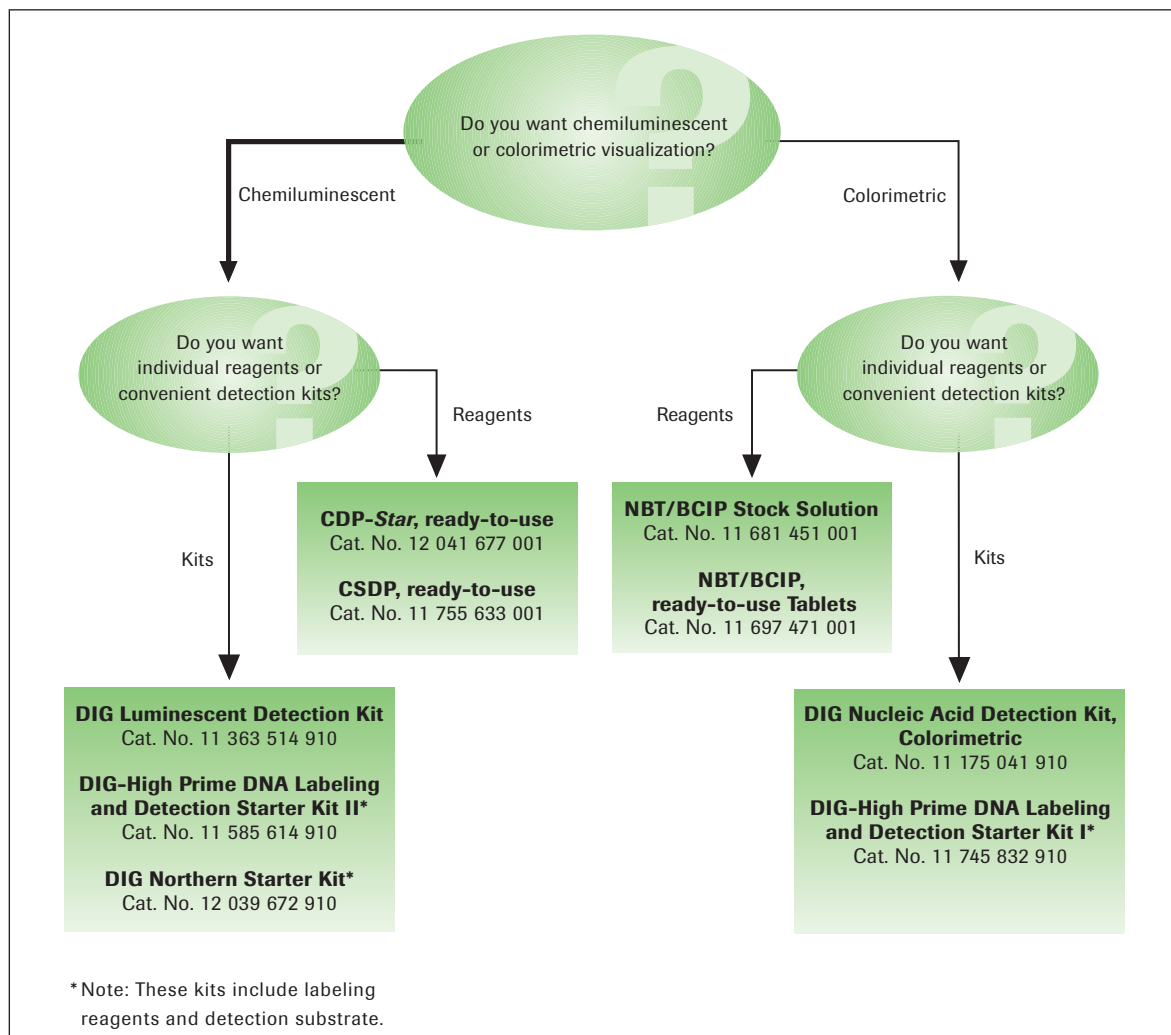 Do you want chemiluminescent
or colorimetric visualization?
Chemiluminescent
Colorimetric
Do you want
individual reagents or
convenient detection kits?
Do you want
individual reagents or
convenient detection kits?
Reagents
Reagents
CDP-Star, ready-to-use
Cat. No. 12 041 677 001
CSDP, ready-to-use
Cat. No. 11 755 633 001
NBT/BCIP Stock Solution
Cat. No. 11 681 451 001
NBT/BCIP,
ready-to-use Tablets
Cat. No. 11 697 471 001
Kits
Kits
DIG Luminescent Detection Kit
Cat. No. 11 363 514 910
DIG-High Prime DNA Labeling
and Detection Starter Kit II*
Cat. No. 11 585 614 910
DIG Northern Starter Kit*
Cat. No. 12 039 672 910
DIG Nucleic Acid Detection Kit,
Colorimetric
Cat. No. 11 175 041 910
DIG-High Prime DNA Labeling
and Detection Starter Kit I*
Cat. No. 11 745 832 910
* Note: These kits include labeling
reagents and detection substrate.